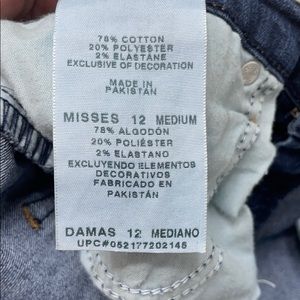 78% COTTON
20% POLYESTER
2% ELASTANE
EXCLUSIVE OF DECORATION
MADE IN
PAKISTAN
MISSES 12 MEDIUM
78% ALGODÓN
20% POLIÉSTER
2% ELASTANO
EXCLUYENDO ELEMENTOS
DECORATIVOS
FABRICADO EN
PAKISTÁN
DAMAS 12 MEDIANO
UPC#052177202145